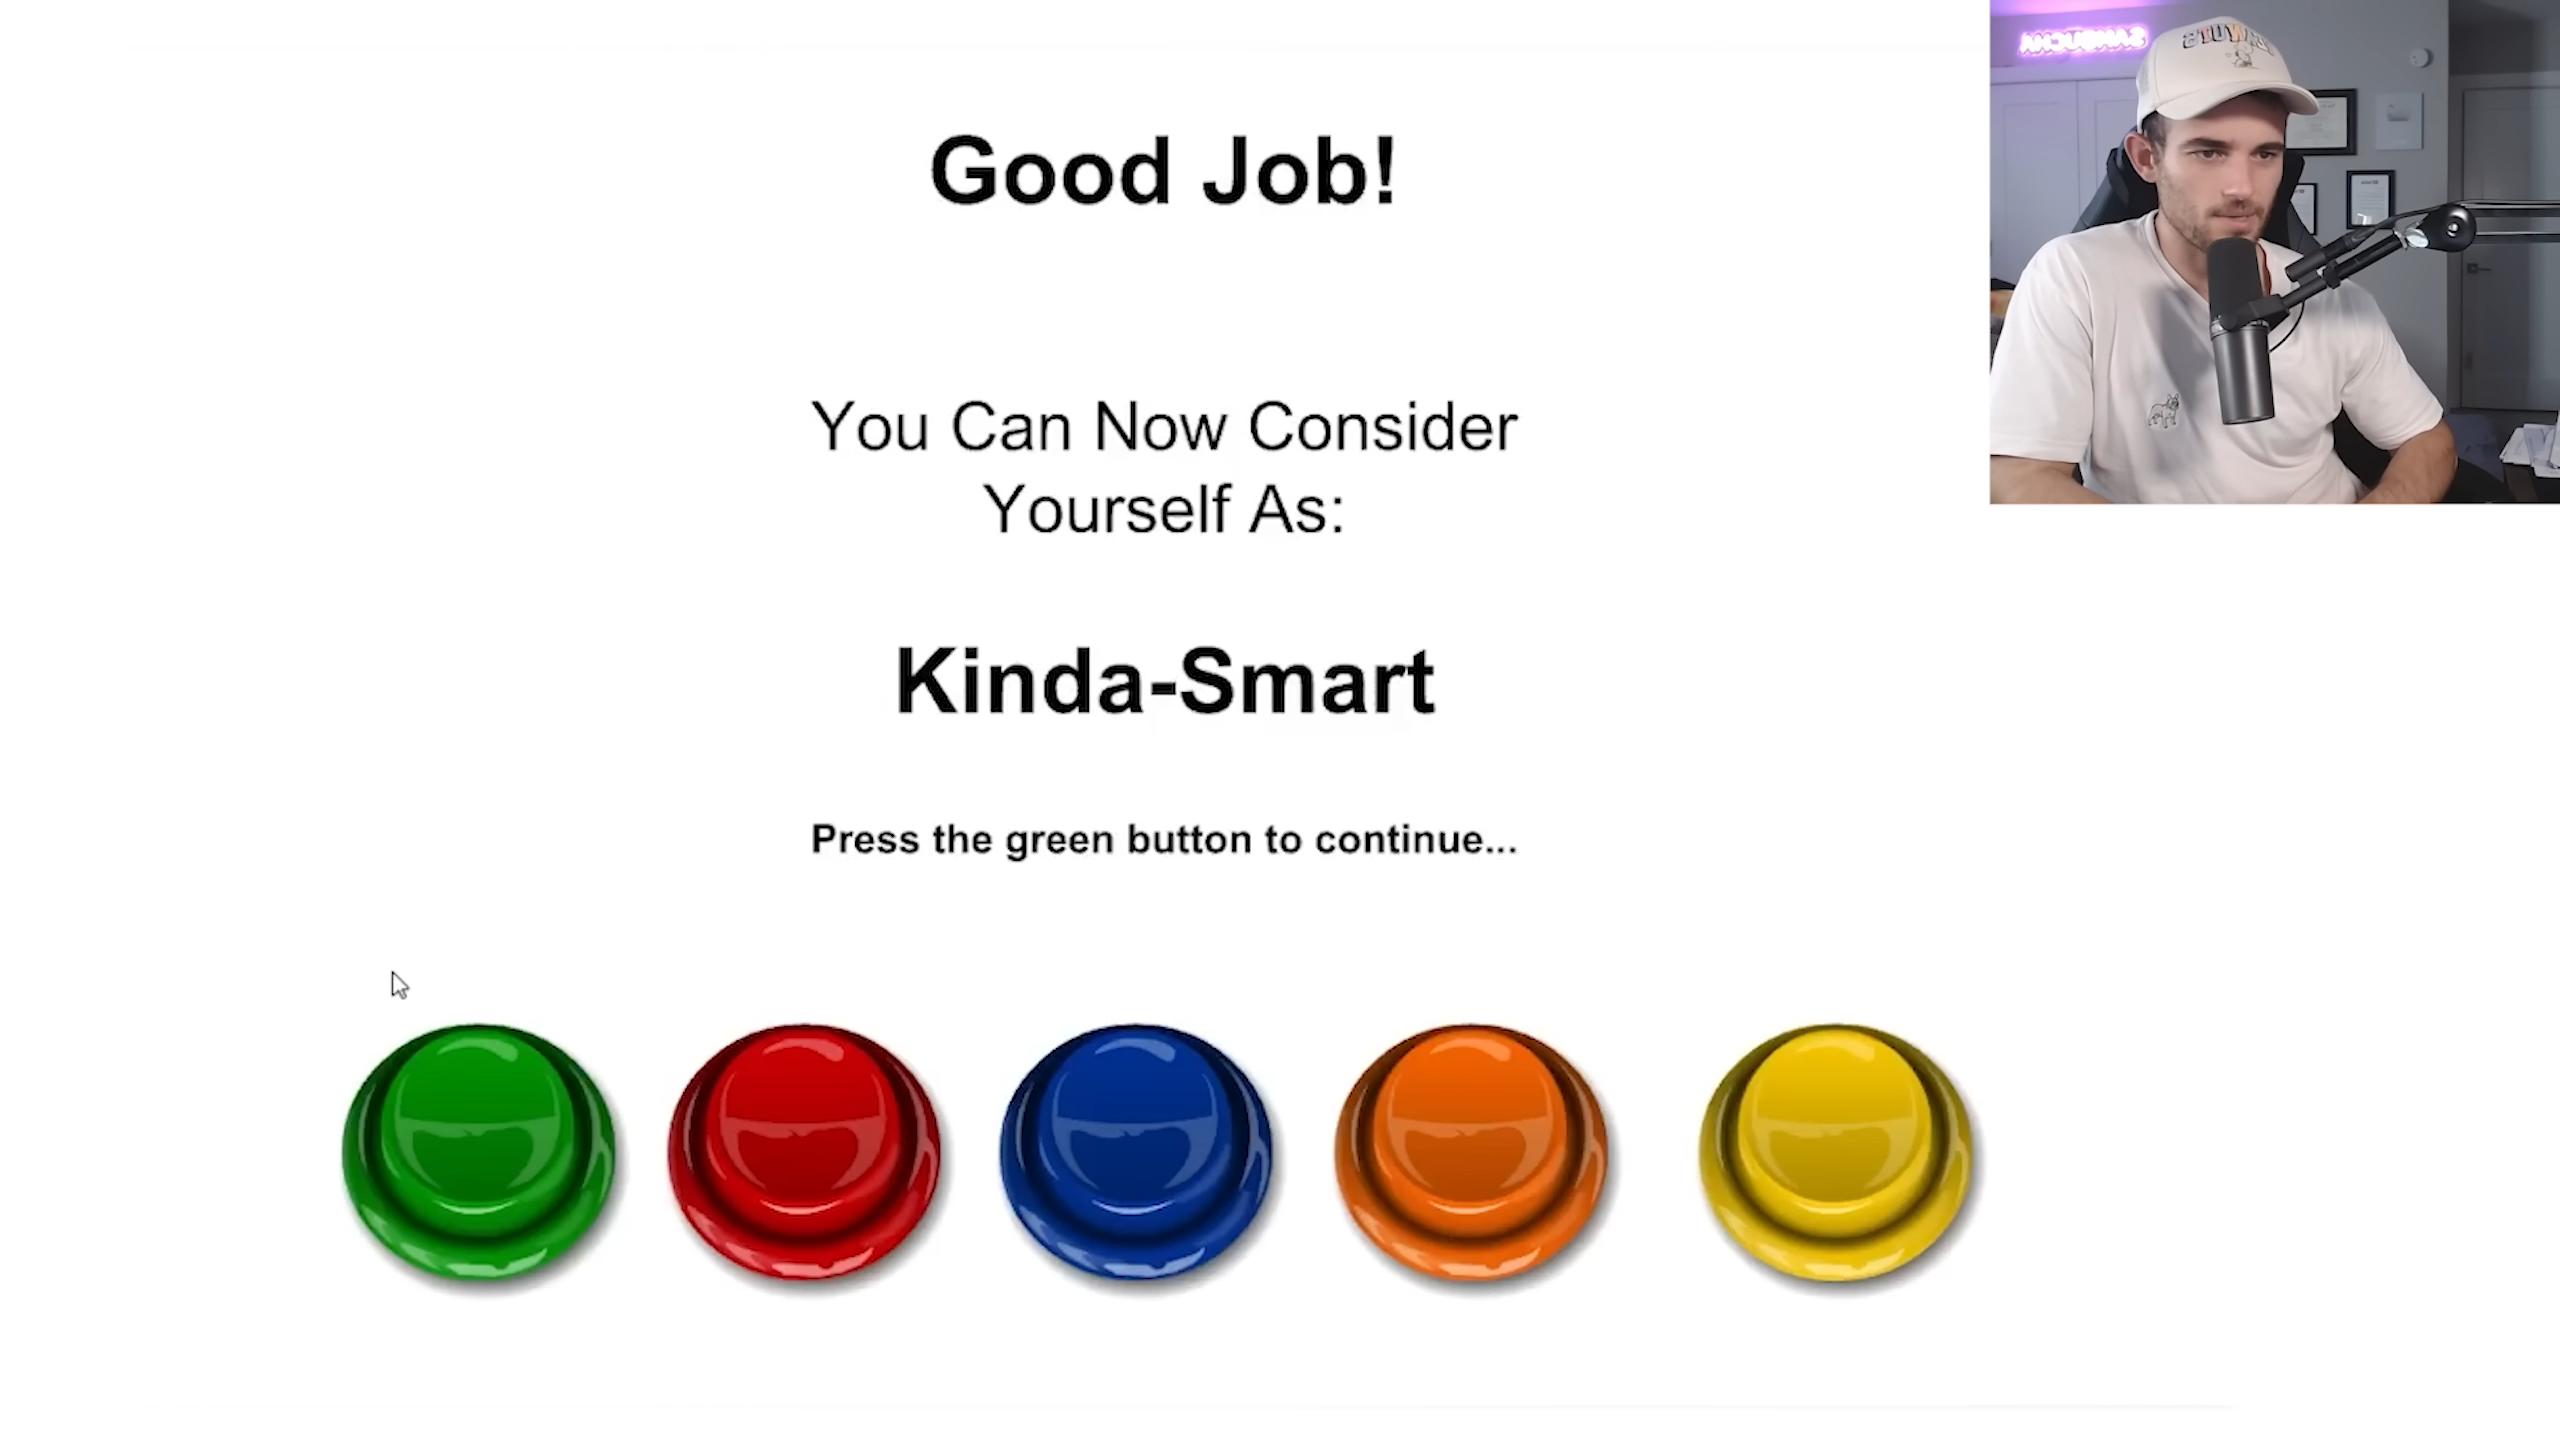 Good Job!
You Can Now Consider
Yourself As:
Kinda-Smart
Press the green button to continue...